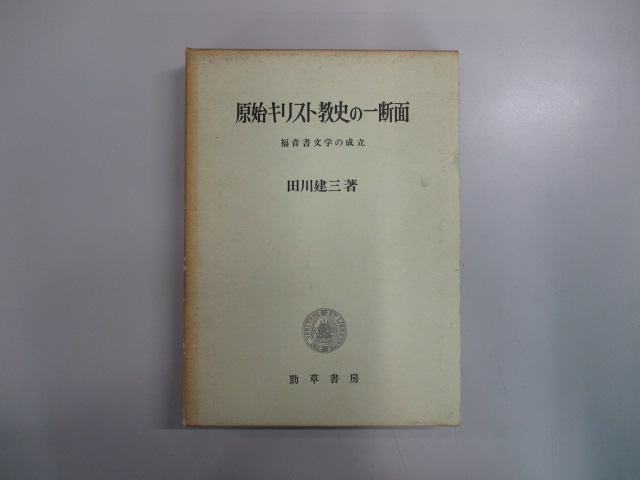 原始キリスト教史の一断面
福音書文学の成立
田川建三著
勁草書房